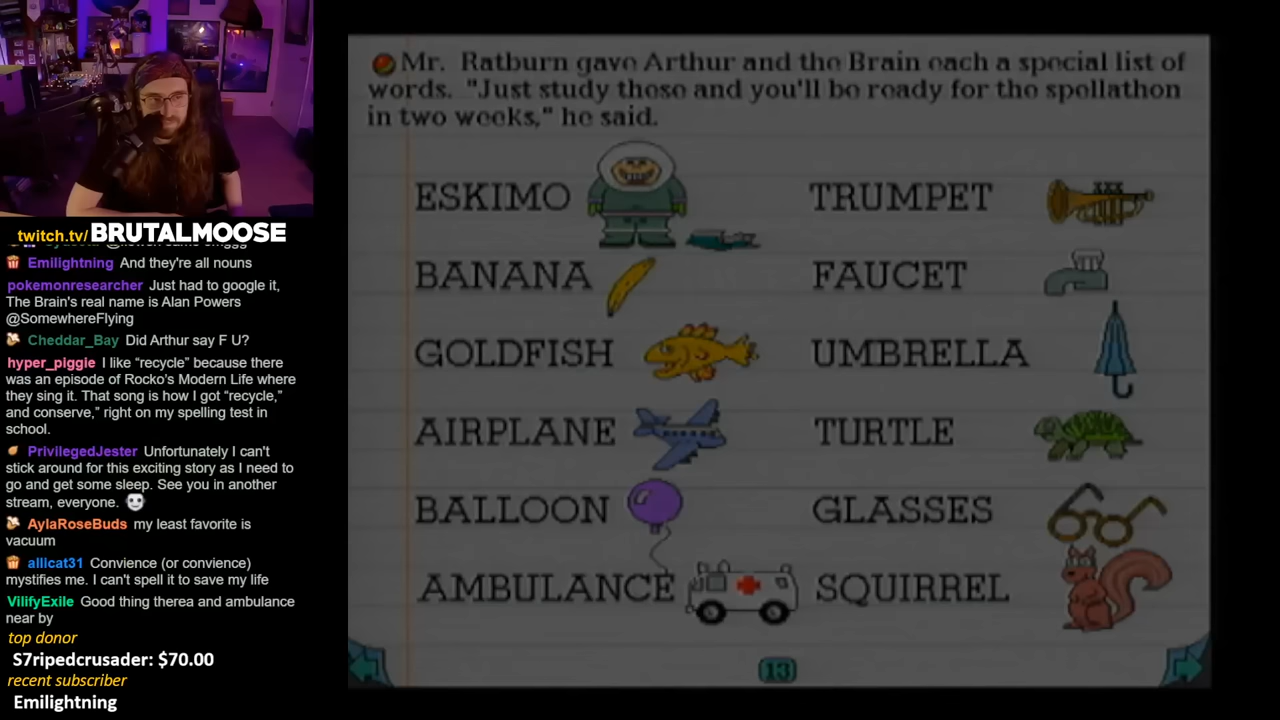 twitch.tv/BRUTALMOOSE
Emilightning And they're all nouns
pokemonresearcher Just had to google it,
The Brain's real name is Alan Powers
@SomewhereFlying
Cheddar_Bay Did Arthur say F U?
hyper_piggie I like “recycle” because there
was an episode of Rocko’s Modern Life where
they sing it. That song is how I got “recycle,”
and conserve,” right on my spelling test in
school.
PrivilegedJester Unfortunately I can't
stick around for this exciting story as I need to
go and get some sleep. See you in another
stream, everyone.
AylaRoseBuds my least favorite is
vacuum
alllcat31 Convience (or convience)
mystifies me. I can't spell it to save my life
VilifyExile Good thing therea and ambulance
near by
top donor
S7ripedcrusader: $70.00
recent subscriber
Emilightning
Mr. Ratburn gave Arthur and the Brain each a special list of
words. "Just study these and you'll be ready for the spellathon
in two weeks," he said.
ESKIMO TRUMPET
BANANA FAUCET
GOLDFISH UMBRELLA
AIRPLANE TURTLE
BALLOON GLASSES
AMBULANCE SQUIRREL
13